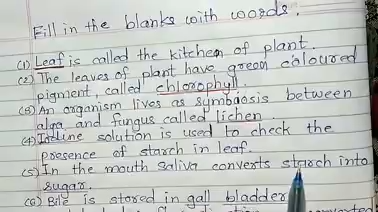 Fill in the blanks with words.
(1) Leaf is called the kitchen of plant.
(2) The leaves of plant have green coloured
pigment, called chlorophyll.
(3) An organism lives as symbaosis between
alga and fungus called lichen.
(4) Iodine solution is used to check the
presence of starch in leaf.
(5) In the mouth saliva converts starch into
sugar.
(6) Bile is stored in gall bladder